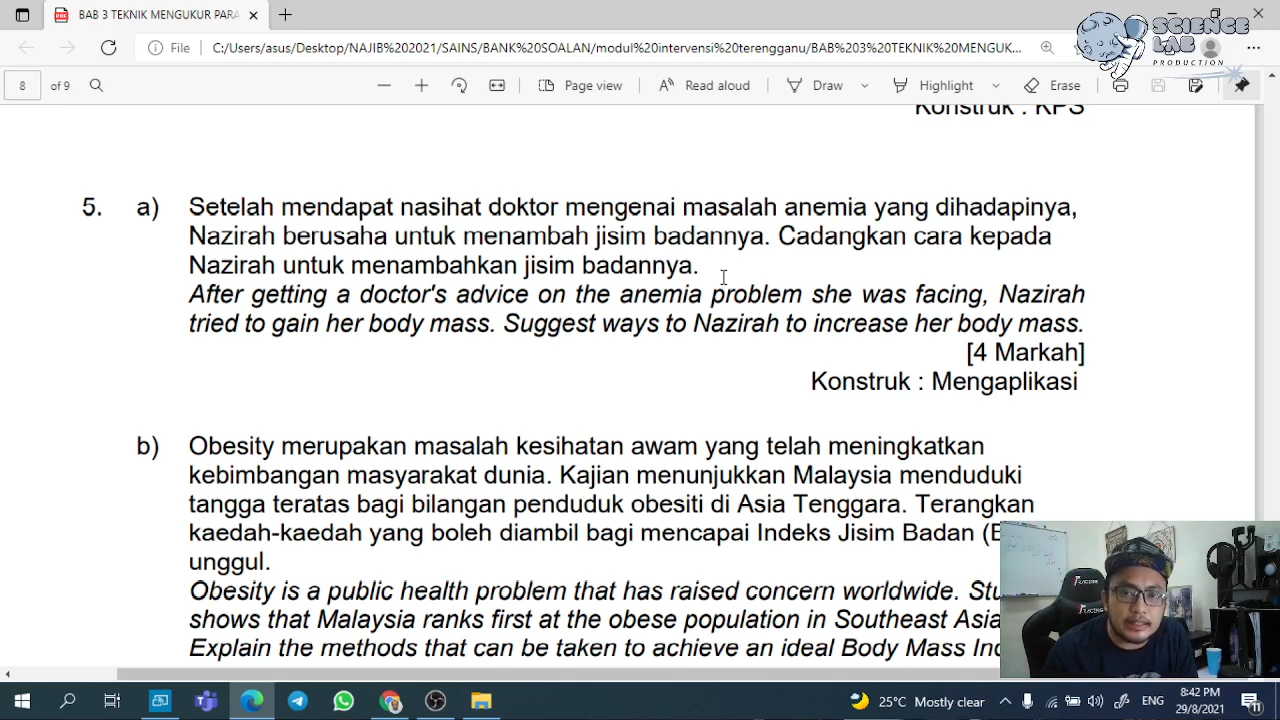 BAB 3 TEKNIK MENGUKUR PARA
SCIENCE
LAB
PRODUCTION
File
C:/Users/asus/Desktop/NAJIB%202021/SAINS/BANK%20SOALAN/modul%20intervensi%20terengganu/BAB%203%20TEKNIK%20MENGUK...
8 of 9
Page view
Read aloud
Draw
Highlight
Erase
Konstruk : KPS
5. a) Setelah mendapat nasihat doktor mengenai masalah anemia yang dihadapinya,
Nazirah berusaha untuk menambah jisim badannya. Cadangkan cara kepada
Nazirah untuk menambahkan jisim badannya.
After getting a doctor's advice on the anemia problem she was facing, Nazirah
tried to gain her body mass. Suggest ways to Nazirah to increase her body mass.
[4 Markah]
Konstruk : Mengaplikasi
b) Obesity merupakan masalah kesihatan awam yang telah meningkatkan
kebimbangan masyarakat dunia. Kajian menunjukkan Malaysia menduduki
tangga teratas bagi bilangan penduduk obesiti di Asia Tenggara. Terangkan
kaedah-kaedah yang boleh diambil bagi mencapai Indeks Jisim Badan
unggul.
Obesity is a public health problem that has raised concern worldwide.
shows that Malaysia ranks first at the obese population in Southeast Asia
Explain the methods that can be taken to achieve an ideal Body Mass
25°C Mostly clear
ENG
8:42 PM
29/8/2021